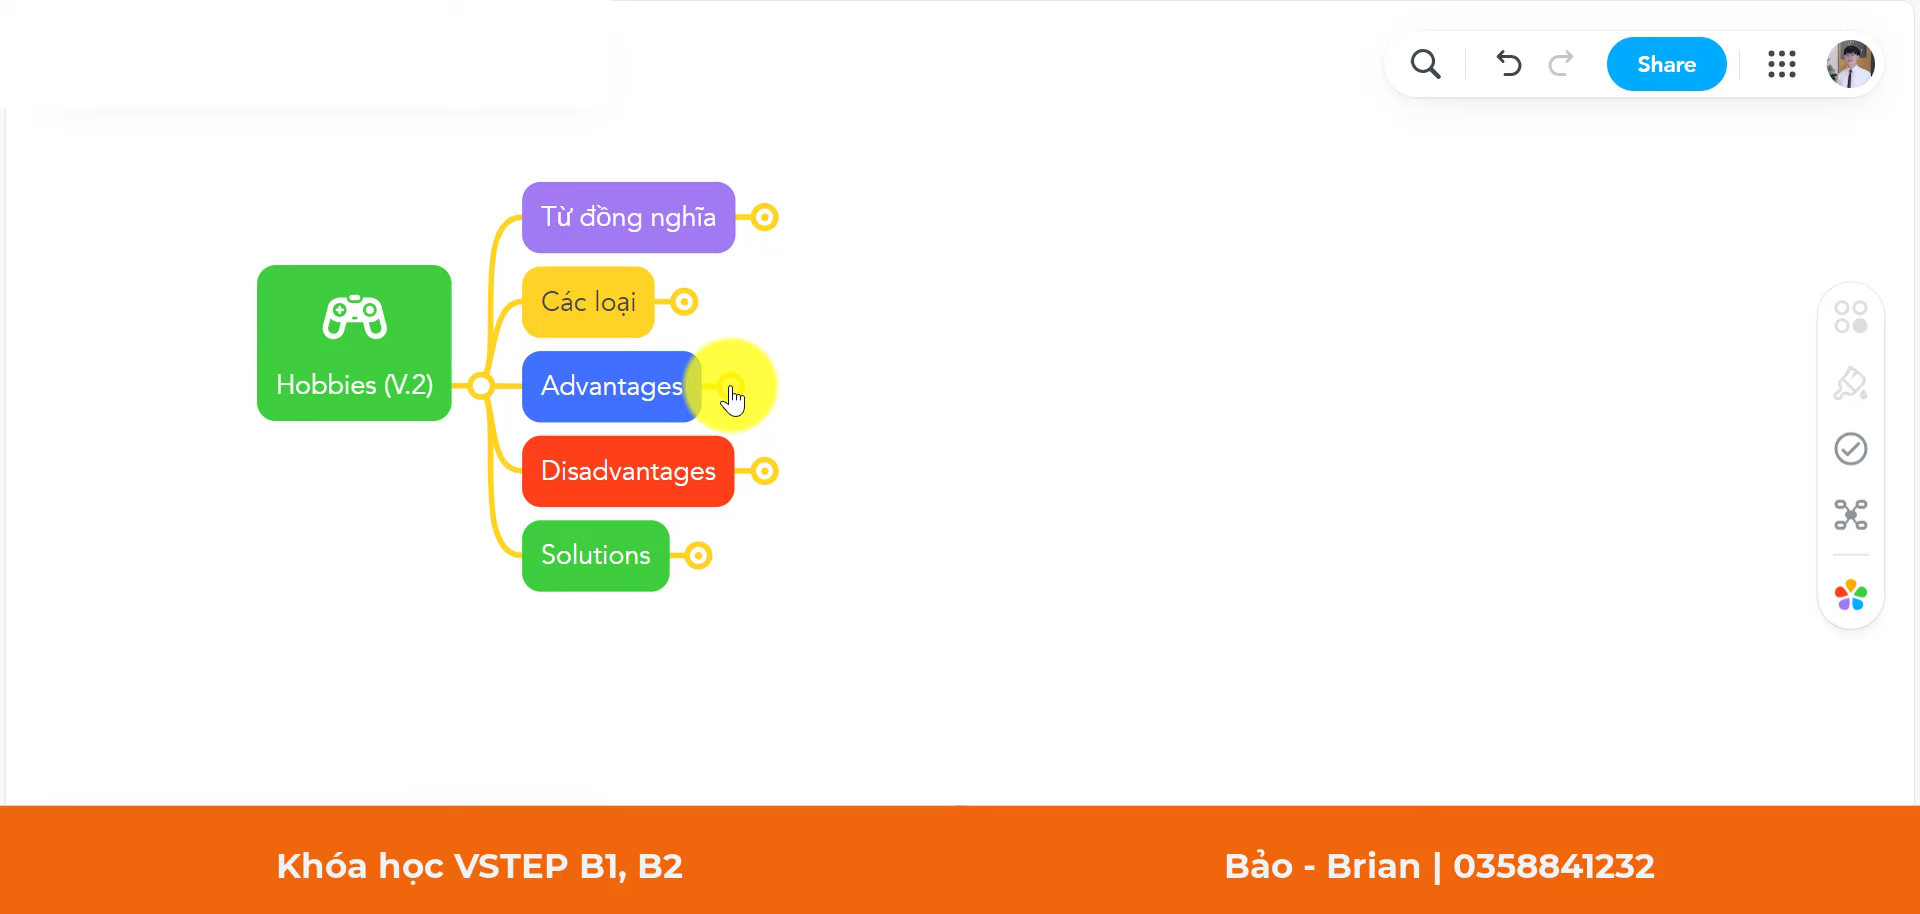 Share
Từ đồng nghĩa
Các loại
Hobbies (V.2)
Advantages
Disadvantages
Solutions
Khóa học VSTEP B1, B2
Bảo - Brian | 0358841232